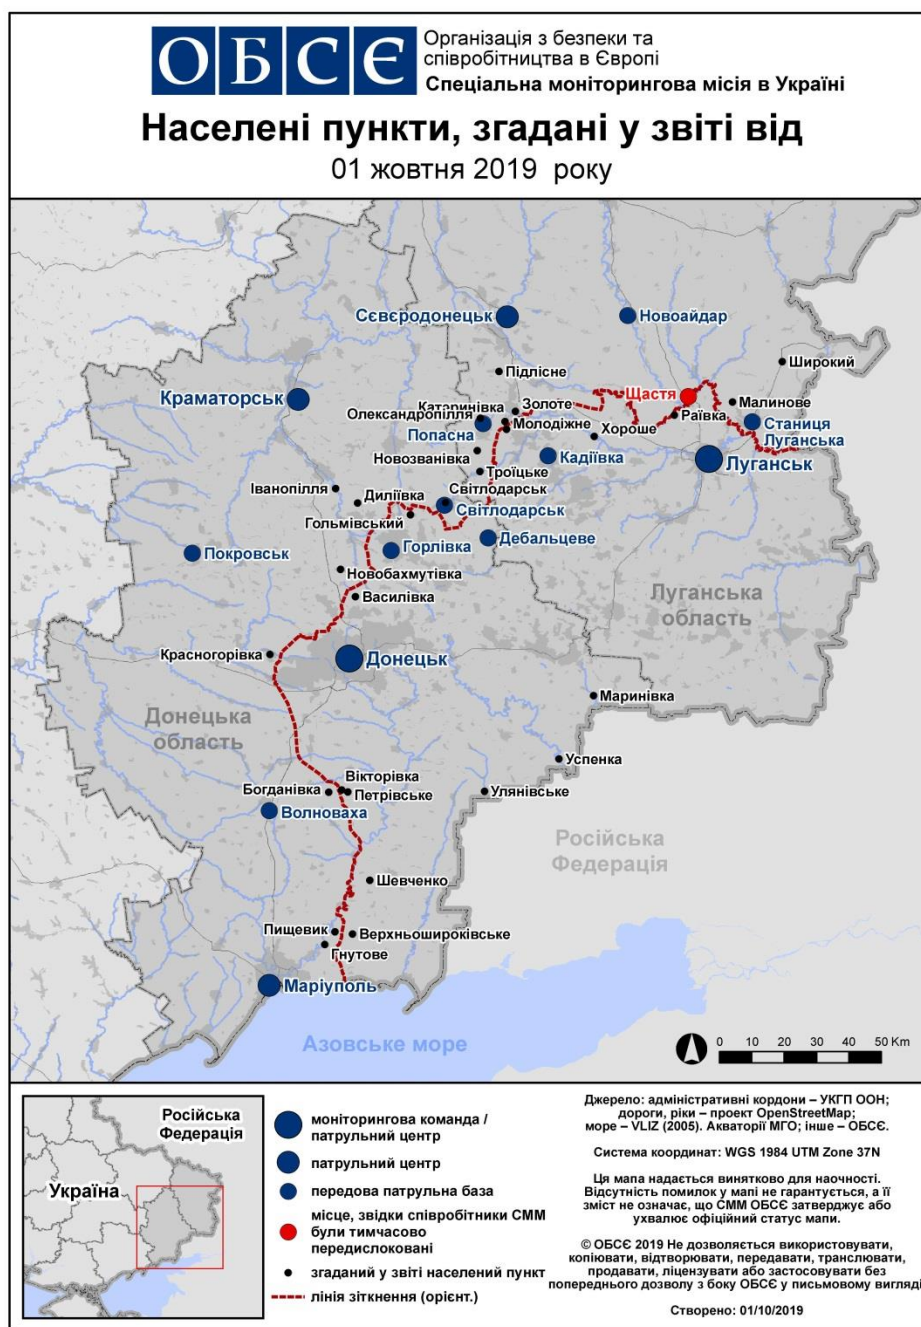 ОБСЄ
Організація з безпеки та
співробітництва в Європі
Спеціальна моніторингова місія в Україні
Населені пункти, згадані у звіті від
01 жовтня 2019 року
Сєвєродонецьк
Новоайдар
Широкий
Підлісне
Щастя
Краматорськ
Катеринівка
Золоте
Малинове
Олександропілля
Молодіжне
Раївка
Попасна
Хороше
Станиця
Луганська
Новозванівка
Кадіївка
Луганськ
Троїцьке
Іванопілля
Диліївка
Світлодарськ
Світлодарськ
Гольмівський
Дебальцеве
Покровськ
Горлівка
Новобахмутівка
Василівка
Луганська
область
Красногорівка
Донецьк
Маринівка
Донецька
область
Успенка
Вікторівка
Богданівка
Петрівське
Улянівське
Волноваха
Російська
Федерація
Шевченко
Пищевик
Верхньошироківське
Гнутове
Маріуполь
Азовське море
0 10 20 30 40 50 Km
Російська
Федерація
Україна
моніторингова команда /
патрульний центр
патрульний центр
передова патрульна база
місце, звідки співробітники СММ
були тимчасово
передислоковані
згаданий у звіті населений пункт
лінія зіткнення (орієнт.)
Джерело: адміністративні кордони – УКГП ООН;
дороги, ріки – проект OpenStreetMap;
море – VLIZ (2005). Акваторії МГО; інше – ОБСЄ.
Система координат: WGS 1984 UTM Zone 37N
Ця мапа надається винятково для наочності.
Відсутність помилок у мапі не гарантується, а її
зміст не означає, що СММ ОБСЄ затверджує або
ухвалює офіційний статус мапи.
© ОБСЄ 2019 Не дозволяється використовувати,
копіювати, відтворювати, передавати, транслювати,
продавати, ліцензувати або застосовувати без
попереднього дозволу з боку ОБСЄ у письмовому вигляді
Створено: 01/10/2019